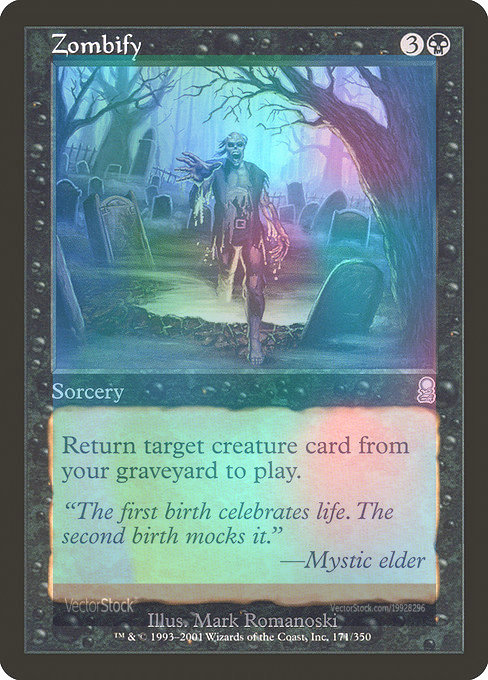 Zombify 3
Sorcery
Return target creature card from
your graveyard to play.
“The first birth celebrates life. The
second birth mocks it.”
—Mystic elder
VectorStock VectorStock.com/19928296
Illus. Mark Romanoski
™ & © 1993–2001 Wizards of the Coast, Inc. 171/350